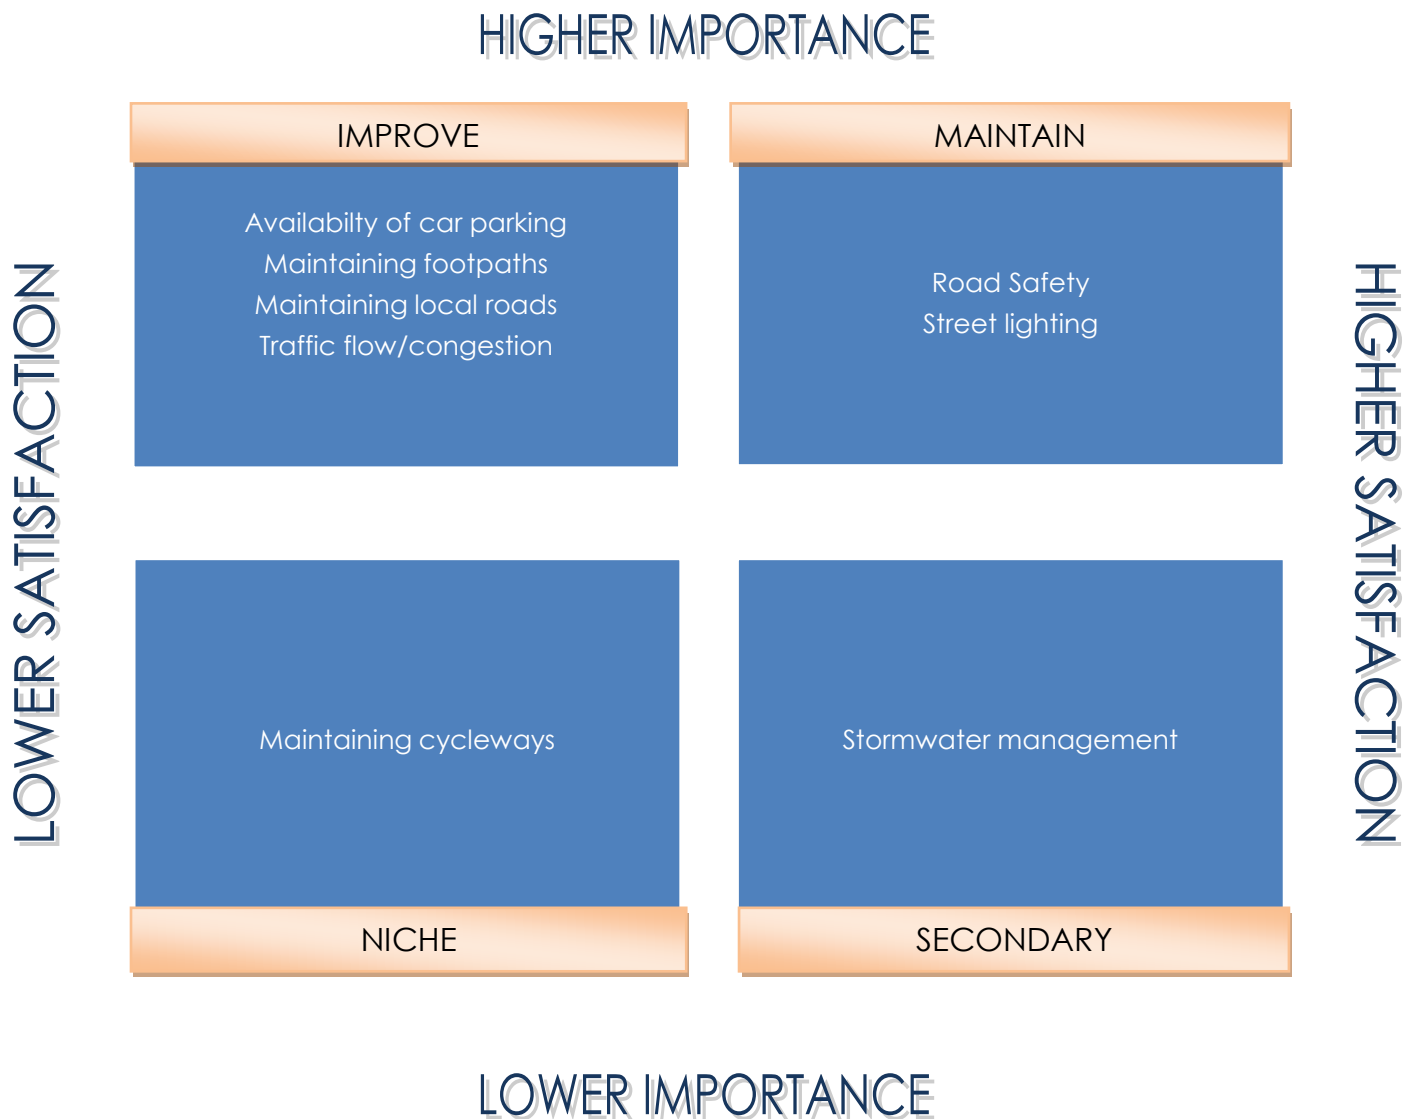 HIGHER IMPORTANCE
IMPROVE
Availabilty of car parking
Maintaining footpaths
Maintaining local roads
Traffic flow/congestion
MAINTAIN
Road Safety
Street lighting
LOWER SATISFACTION
HIGHER SATISFACTION
Maintaining cycleways
NICHE
Stormwater management
SECONDARY
LOWER IMPORTANCE